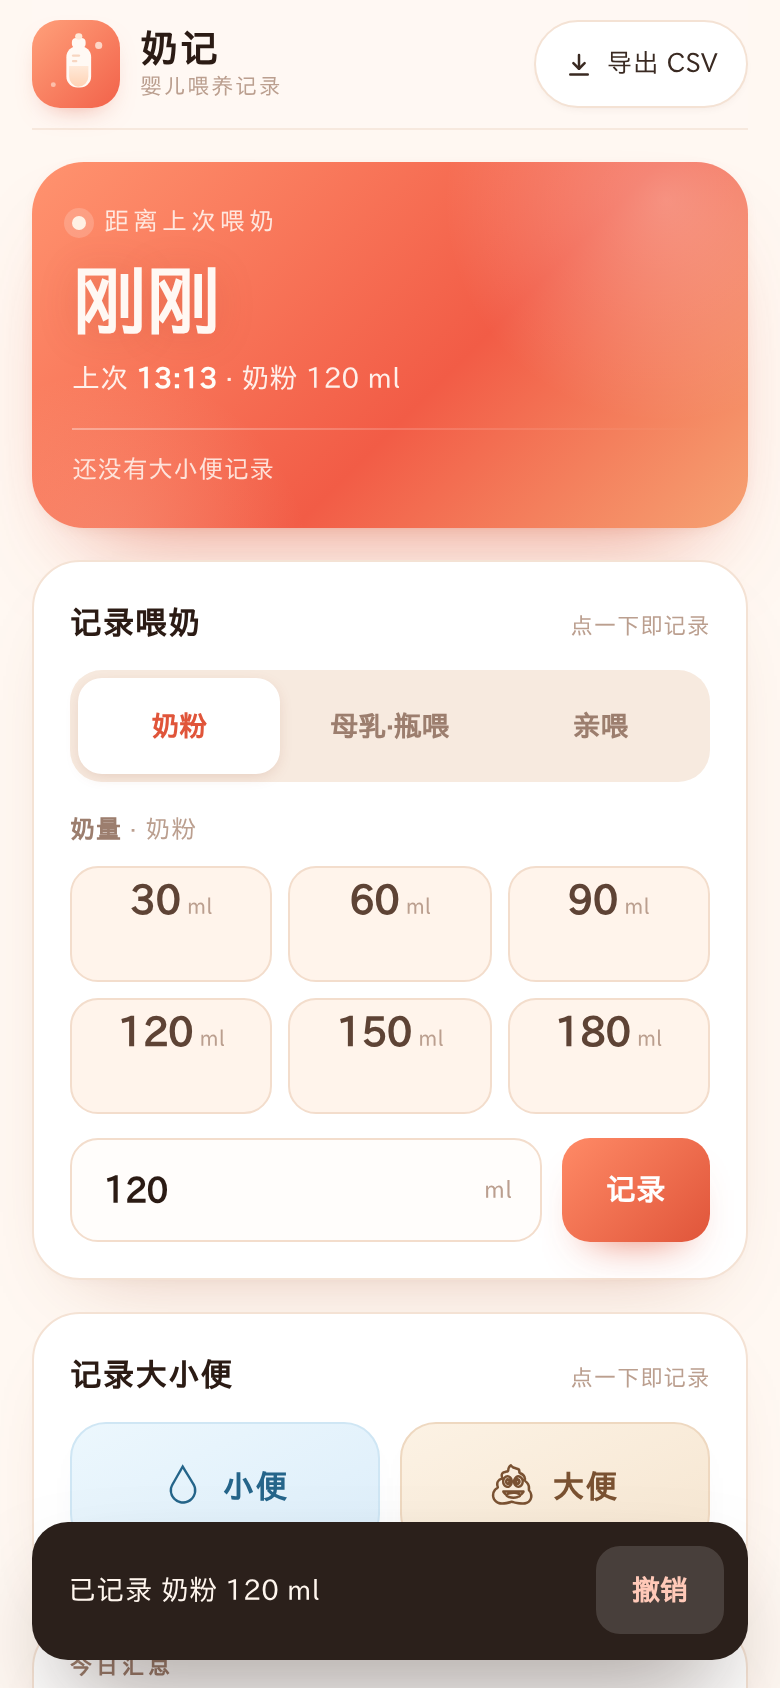 奶记
婴儿喂养记录
导出 CSV
距离上次喂奶
刚刚
上次 13:13 · 奶粉 120 ml
还没有大小便记录
记录喂奶
点一下即记录
奶粉
母乳·瓶喂
亲喂
奶量 · 奶粉
30 ml
60 ml
90 ml
120 ml
150 ml
180 ml
120 ml
记录
记录大小便
点一下即记录
小便
大便
已记录 奶粉 120 ml
撤销
今日汇总